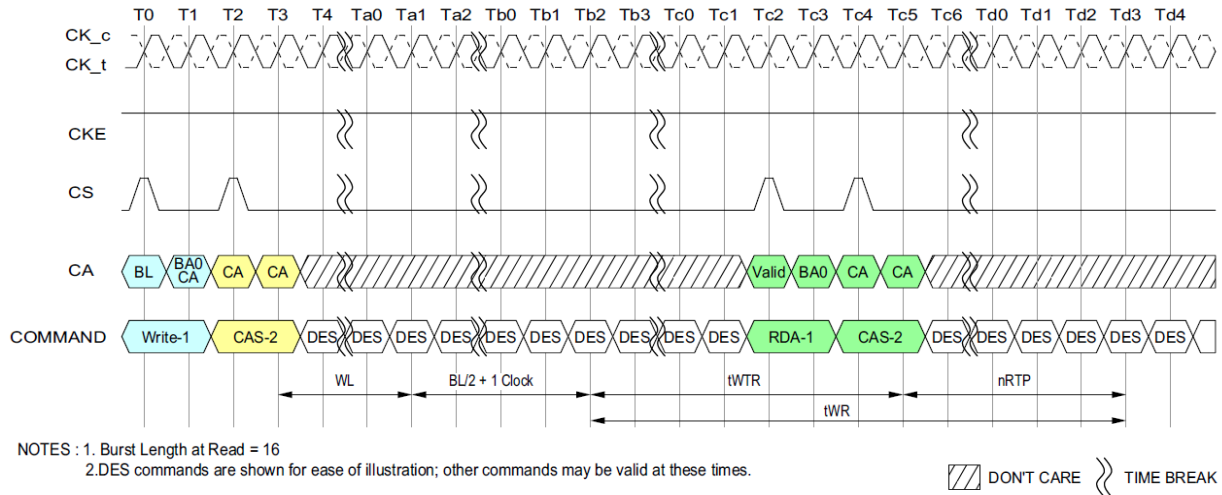 T0 T1 T2 T3 T4 Ta0 Ta1 Ta2 Tb0 Tb1 Tb2 Tb3 Tc0 Tc1 Tc2 Tc3 Tc4 Tc5 Tc6 Td0 Td1 Td2 Td3 Td4
CK_c
CK_t
CKE
CS
CA BL BA0 CA CA CA Valid BA0 CA CA
COMMAND Write-1 CAS-2 DES DES DES DES DES DES DES DES DES DES RDA-1 CAS-2 DES DES DES DES DES DES
WL BL/2 + 1 Clock tWTR nRTP
tWR
NOTES : 1. Burst Length at Read = 16
2.DES commands are shown for ease of illustration; other commands may be valid at these times.
DON'T CARE TIME BREAK